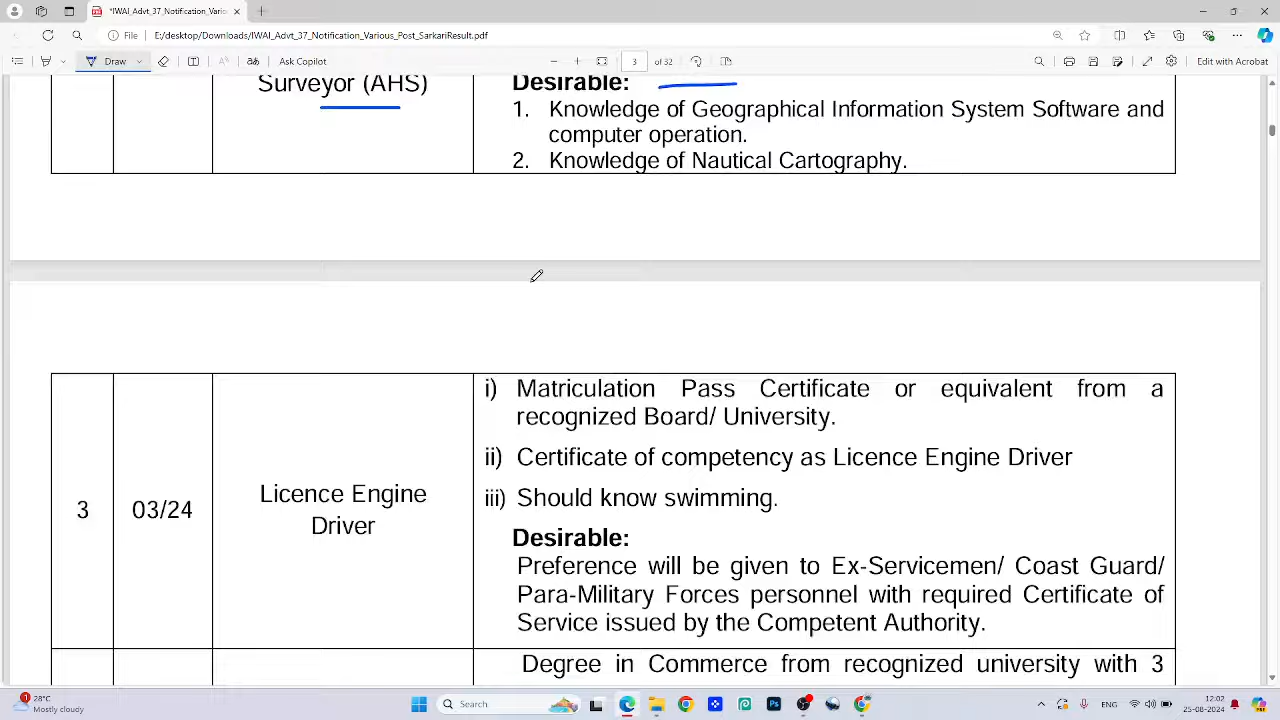 *IWAI_Advt_37_Notification_Vario
File
E:/desktop/Downloads/IWAI_Advt_37_Notification_Various_Post_SarkariResult.pdf
Draw
Ask Copilot
3
of 32
Edit with Acrobat
Surveyor (AHS)
Desirable:
1. Knowledge of Geographical Information System Software and
computer operation.
2. Knowledge of Nautical Cartography.
3
03/24
Licence Engine
Driver
i) Matriculation Pass Certificate or equivalent from a
recognized Board/ University.
ii) Certificate of competency as Licence Engine Driver
iii) Should know swimming.
Desirable:
Preference will be given to Ex-Servicemen/ Coast Guard/
Para-Military Forces personnel with required Certificate of
Service issued by the Competent Authority.
Degree in Commerce from recognized university with 3
28°C
Mostly cloudy
Search
ENG
12:02
25-08-2024